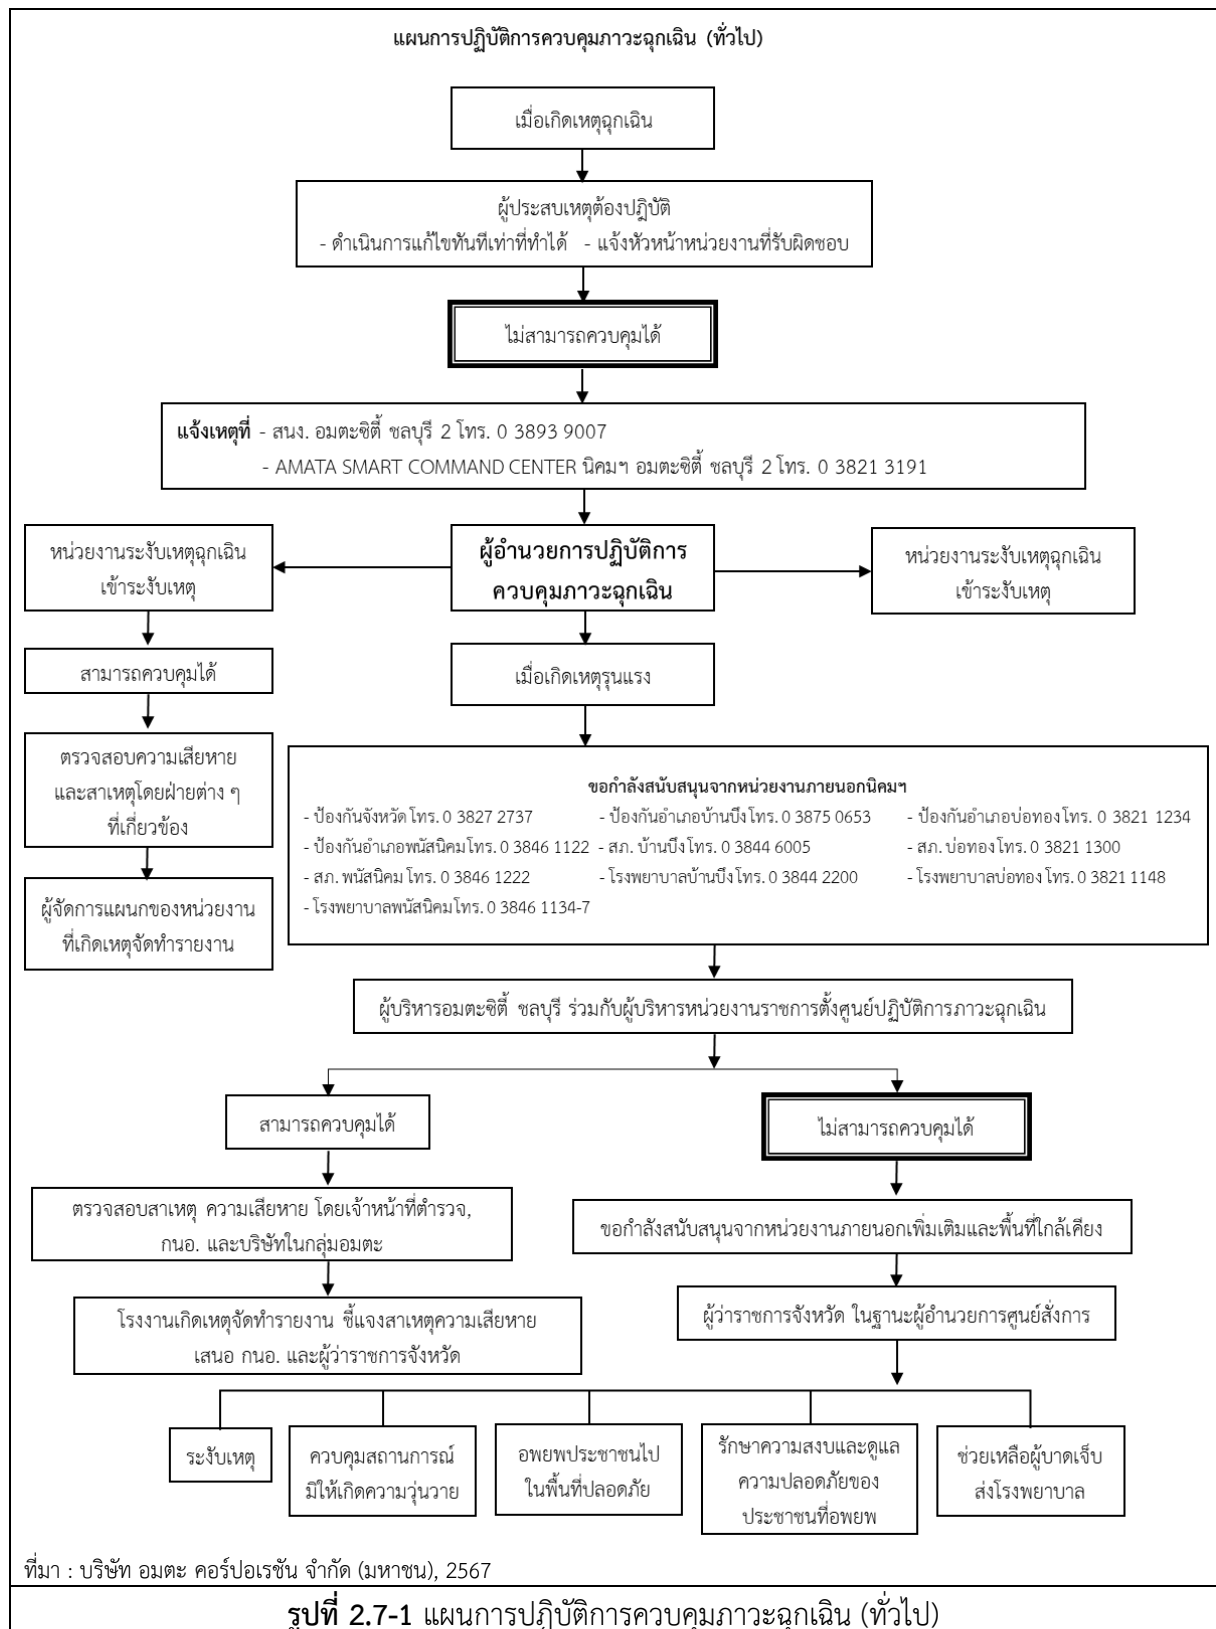 แผนการปฏิบัติการควบคุมภาวะฉุกเฉิน (ทั่วไป)
เมื่อเกิดเหตุฉุกเฉิน
ผู้ประสบเหตุต้องปฏิบัติ
- ดำเนินการแก้ไขทันทีเท่าที่ทำได้ - แจ้งหัวหน้าหน่วยงานที่รับผิดชอบ
ไม่สามารถควบคุมได้
แจ้งเหตุที่ - สนง. อมตะซิตี้ ชลบุรี 2 โทร. 0 3893 9007
- AMATA SMART COMMAND CENTER นิคมฯ อมตะซิตี้ ชลบุรี 2 โทร. 0 3821 3191
หน่วยงานระงับเหตุฉุกเฉิน
เข้าระงับเหตุ
ผู้อำนวยการปฏิบัติการ
ควบคุมภาวะฉุกเฉิน
หน่วยงานระงับเหตุฉุกเฉิน
เข้าระงับเหตุ
สามารถควบคุมได้
เมื่อเกิดเหตุรุนแรง
ตรวจสอบความเสียหาย
และสาเหตุโดยฝ่ายต่าง ๆ
ที่เกี่ยวข้อง
ผู้จัดการแผนกของหน่วยงาน
ที่เกิดเหตุจัดทำรายงาน
ขอกำลังสนับสนุนจากหน่วยงานภายนอกนิคมฯ
- ป้องกันจังหวัด โทร. 0 3827 2737 - ป้องกันอำเภอบ้านบึง โทร. 0 3875 0653 - ป้องกันอำเภอบ่อทอง โทร. 0 3821 1234
- ป้องกันอำเภอพนัสนิคม โทร. 0 3846 1122 - สภ. บ้านบึง โทร. 0 3844 6005 - สภ. บ่อทอง โทร. 0 3821 1300
- สภ. พนัสนิคม โทร. 0 3846 1222 - โรงพยาบาลบ้านบึง โทร. 0 3844 2200 - โรงพยาบาลบ่อทอง โทร. 0 3821 1148
- โรงพยาบาลพนัสนิคม โทร. 0 3846 1134-7
ผู้บริหารอมตะซิตี้ ชลบุรี ร่วมกับผู้บริหารหน่วยงานราชการตั้งศูนย์ปฏิบัติการภาวะฉุกเฉิน
สามารถควบคุมได้
ไม่สามารถควบคุมได้
ตรวจสอบสาเหตุ ความเสียหาย โดยเจ้าหน้าที่ตำรวจ,
กนอ. และบริษัทในกลุ่มอมตะ
ขอกำลังสนับสนุนจากหน่วยงานภายนอกเพิ่มเติมและพื้นที่ใกล้เคียง
โรงงานเกิดเหตุจัดทำรายงาน ชี้แจงสาเหตุความเสียหาย
เสนอ กนอ. และผู้ว่าราชการจังหวัด
ผู้ว่าราชการจังหวัด ในฐานะผู้อำนวยการศูนย์สั่งการ
ระงับเหตุ
ควบคุมสถานการณ์
มิให้เกิดความวุ่นวาย
อพยพประชาชนไป
ในพื้นที่ปลอดภัย
รักษาความสงบและดูแล
ความปลอดภัยของ
ประชาชนที่อพยพ
ช่วยเหลือผู้บาดเจ็บ
ส่งโรงพยาบาล
ที่มา : บริษัท อมตะ คอร์ปอเรชัน จำกัด (มหาชน), 2567
รูปที่ 2.7-1 แผนการปฏิบัติการควบคุมภาวะฉุกเฉิน (ทั่วไป)